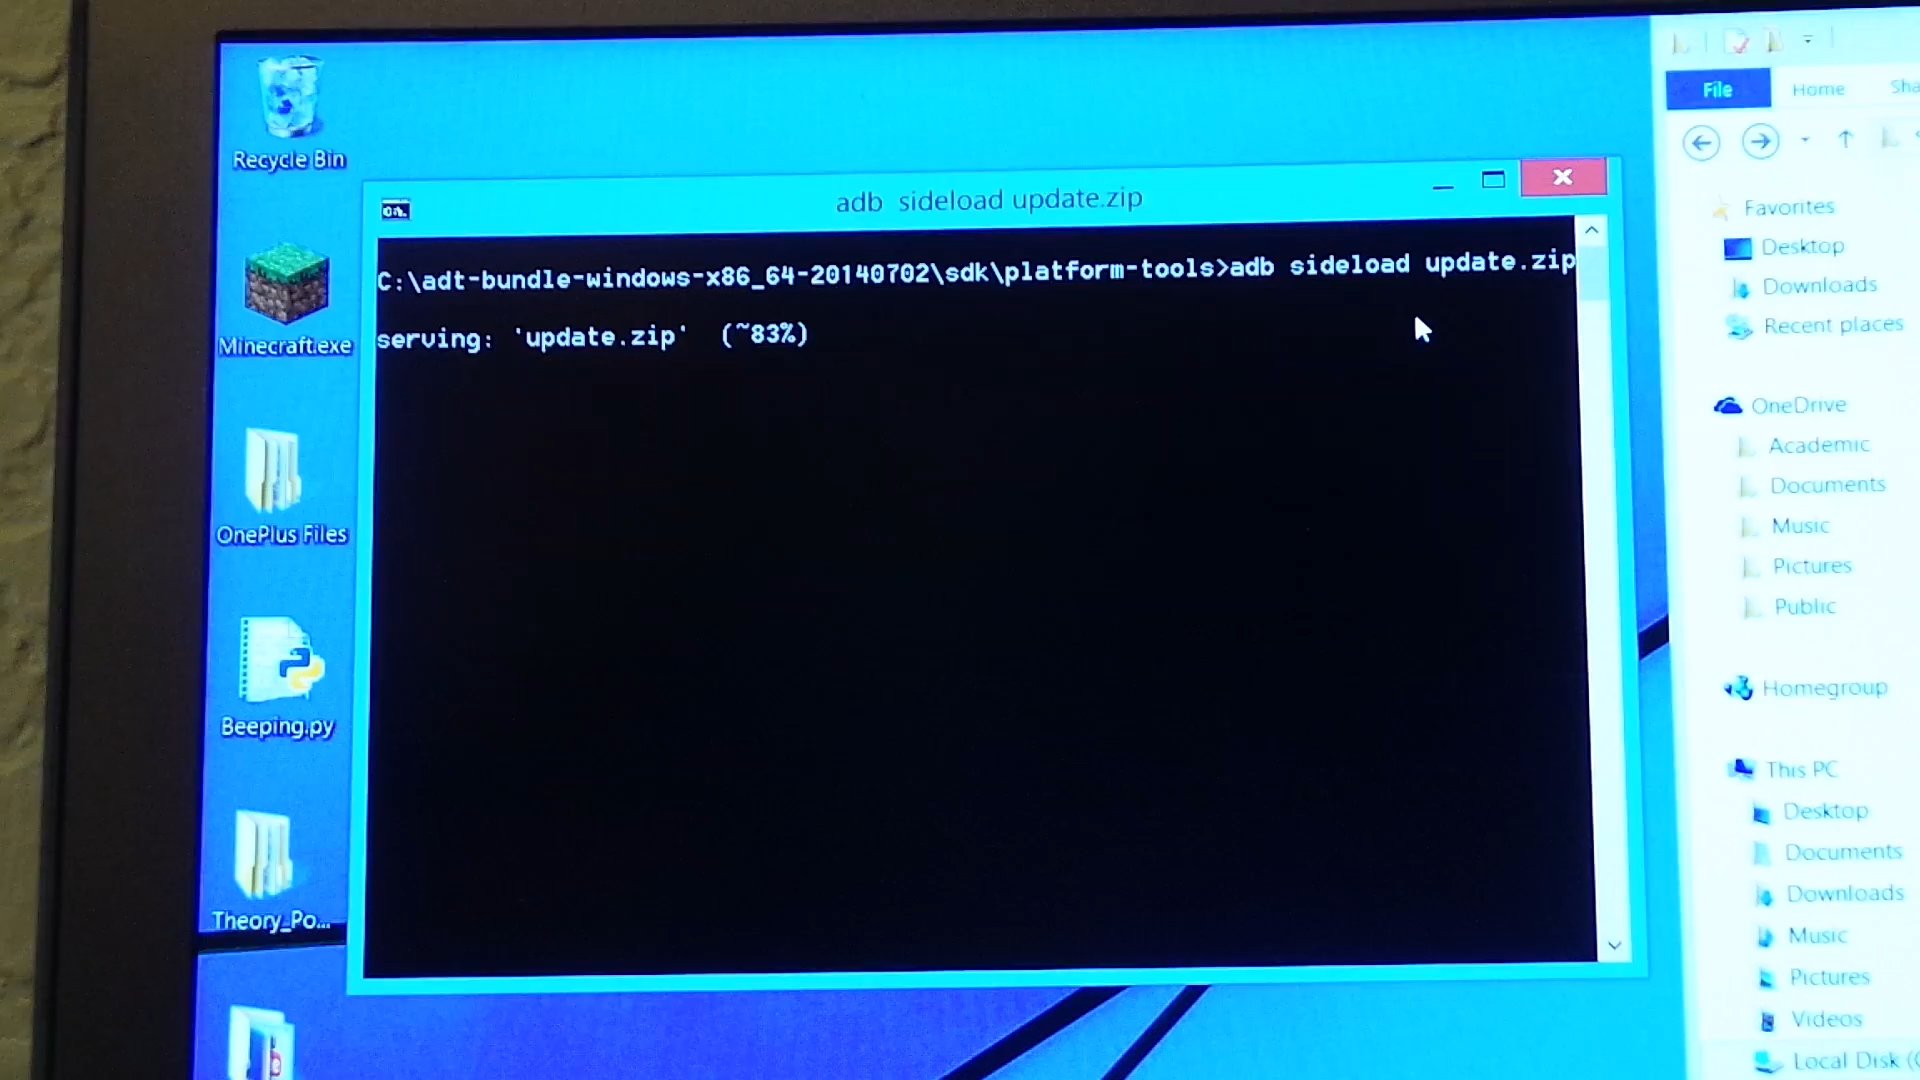 Recycle Bin
Minecraft.exe
OnePlus Files
Beeping.py
Theory_Po...
adb  sideload update.zip
C:\adt-bundle-windows-x86_64-20140702\sdk\platform-tools>adb sideload update.zip
serving: 'update.zip'  (~83%)
File
Home
Sha
Favorites
Desktop
Downloads
Recent places
OneDrive
Academic
Documents
Music
Pictures
Public
Homegroup
This PC
Desktop
Documents
Downloads
Music
Pictures
Videos
Local Disk (